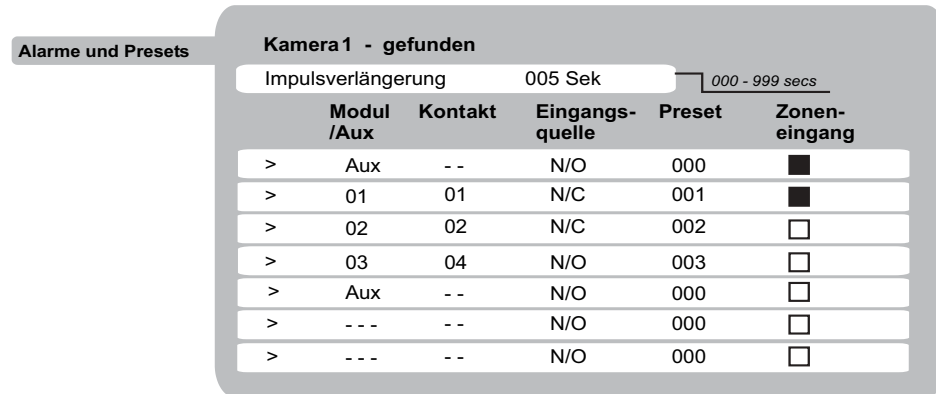 Alarme und Presets
Kamera 1 - gefunden
Impulsverlängerung 005 Sek 000 - 999 secs
Modul /Aux Kontakt Eingangs- quelle Preset Zonen- eingang
> Aux - - N/O 000
> 01 01 N/C 001
> 02 02 N/C 002
> 03 04 N/O 003
> Aux - - N/O 000
> - - - - - N/O 000
> - - - - - N/O 000